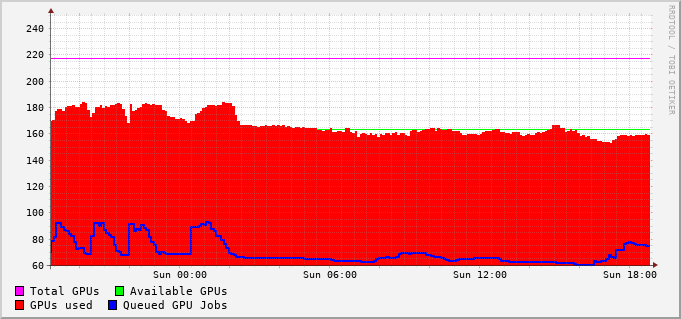 RRDTOOL / TOBI OETIKER
240
220
200
180
160
140
120
100
80
60
Sun 00:00 Sun 06:00 Sun 12:00 Sun 18:00
Total GPUs Available GPUs
GPUs used Queued GPU Jobs